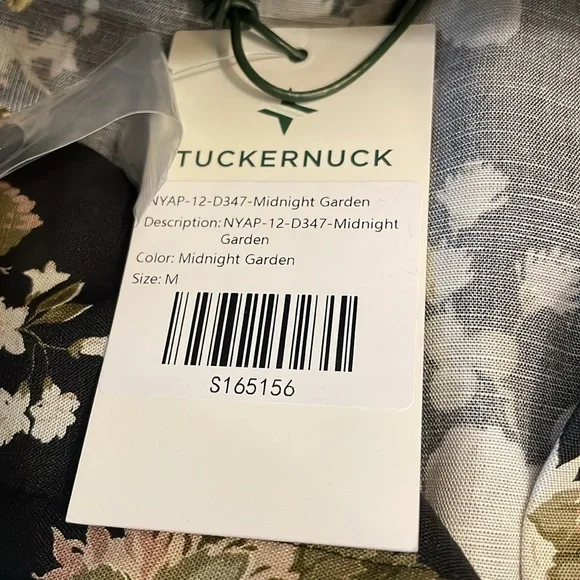 TUCKERNUCK
NYAP-12-D347-Midnight Garden
Description: NYAP-12-D347-Midnight
Garden
Color: Midnight Garden
Size: M
S165156